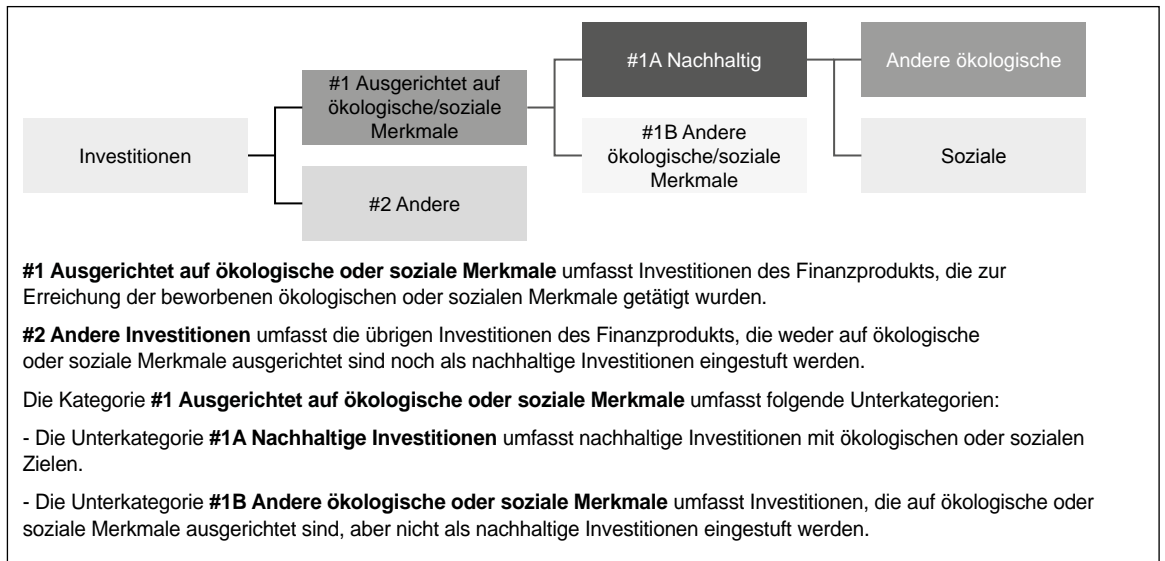 #1A Nachhaltig
Andere ökologische
#1 Ausgerichtet auf
ökologische/soziale
Merkmale
Investitionen
#1B Andere
ökologische/soziale
Merkmale
Soziale
#2 Andere
#1 Ausgerichtet auf ökologische oder soziale Merkmale umfasst Investitionen des Finanzprodukts, die zur
Erreichung der beworbenen ökologischen oder sozialen Merkmale getätigt wurden.
#2 Andere Investitionen umfasst die übrigen Investitionen des Finanzprodukts, die weder auf ökologische
oder soziale Merkmale ausgerichtet sind noch als nachhaltige Investitionen eingestuft werden.
Die Kategorie #1 Ausgerichtet auf ökologische oder soziale Merkmale umfasst folgende Unterkategorien:
- Die Unterkategorie #1A Nachhaltige Investitionen umfasst nachhaltige Investitionen mit ökologischen oder sozialen
Zielen.
- Die Unterkategorie #1B Andere ökologische oder soziale Merkmale umfasst Investitionen, die auf ökologische oder
soziale Merkmale ausgerichtet sind, aber nicht als nachhaltige Investitionen eingestuft werden.